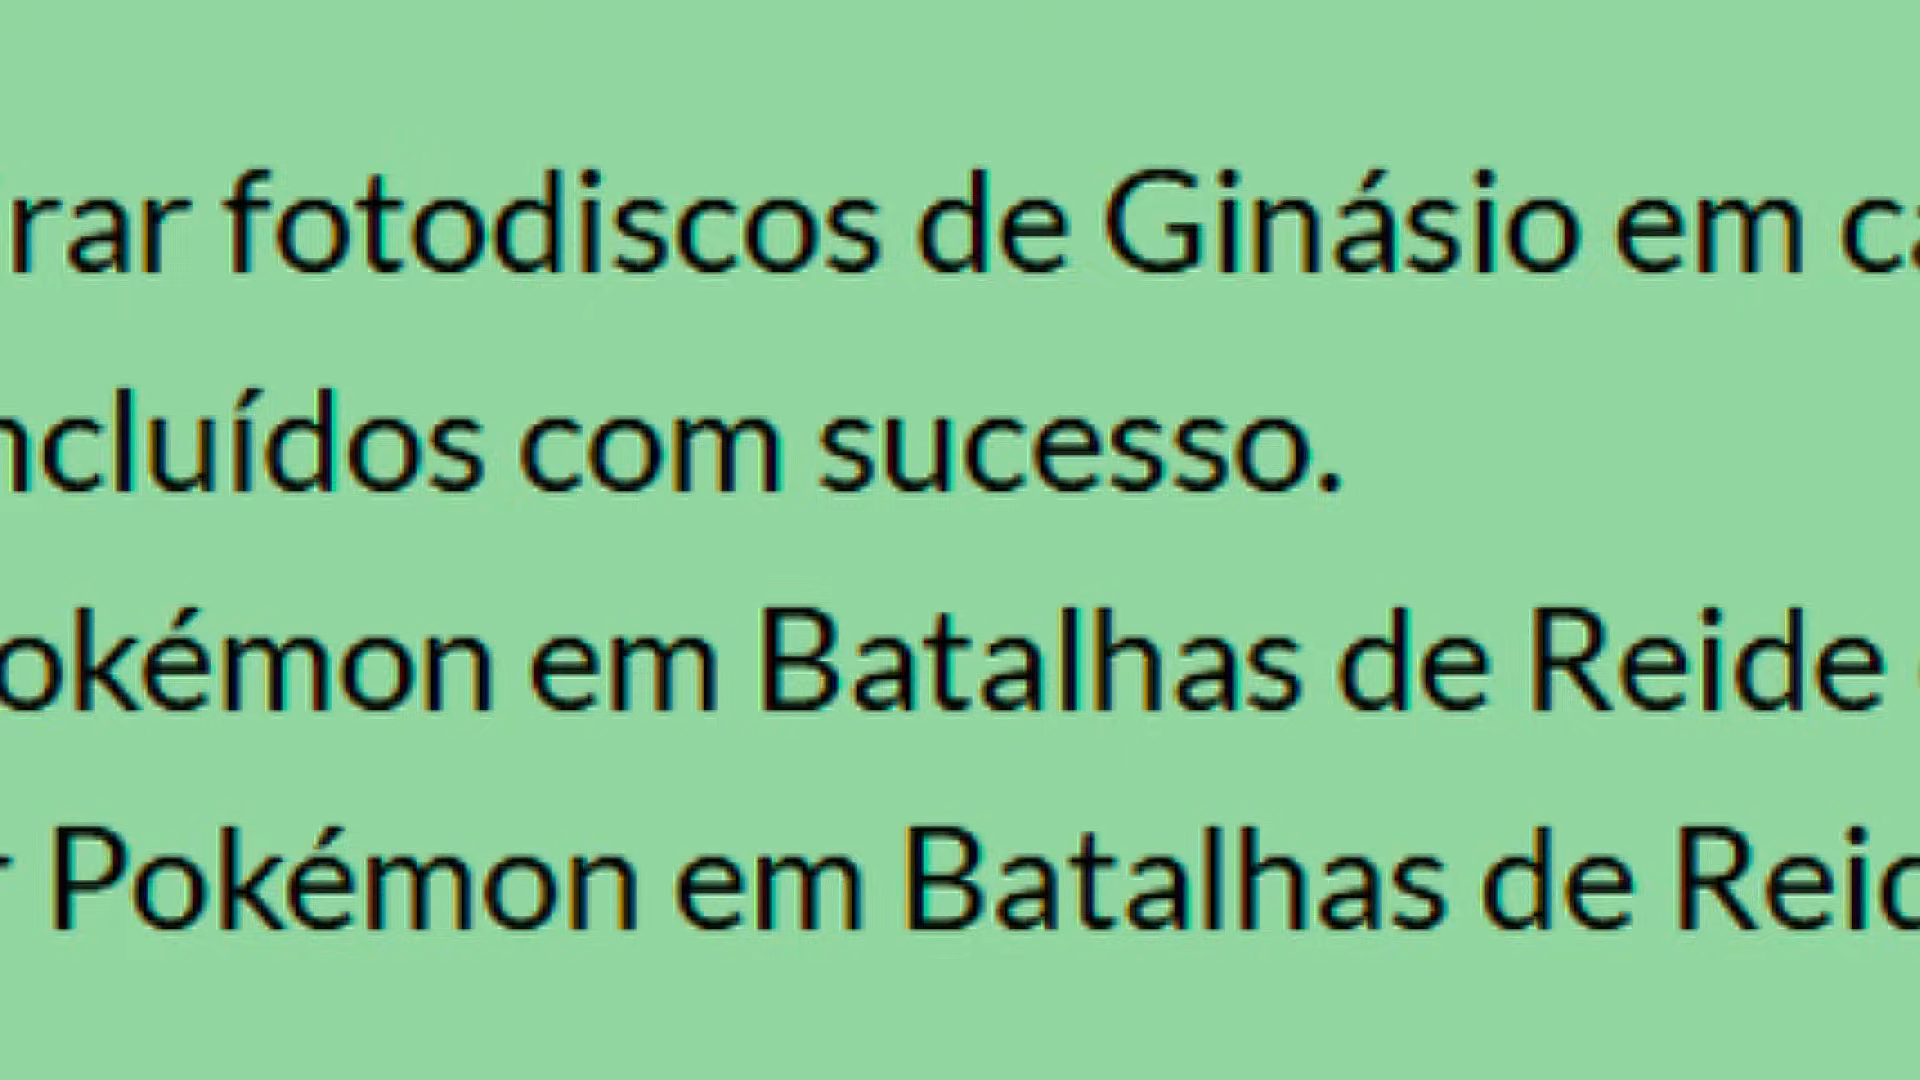 rar fotodiscos de Ginásio em ca
ncluídos com sucesso.
okémon em Batalhas de Reide
r Pokémon em Batalhas de Reid